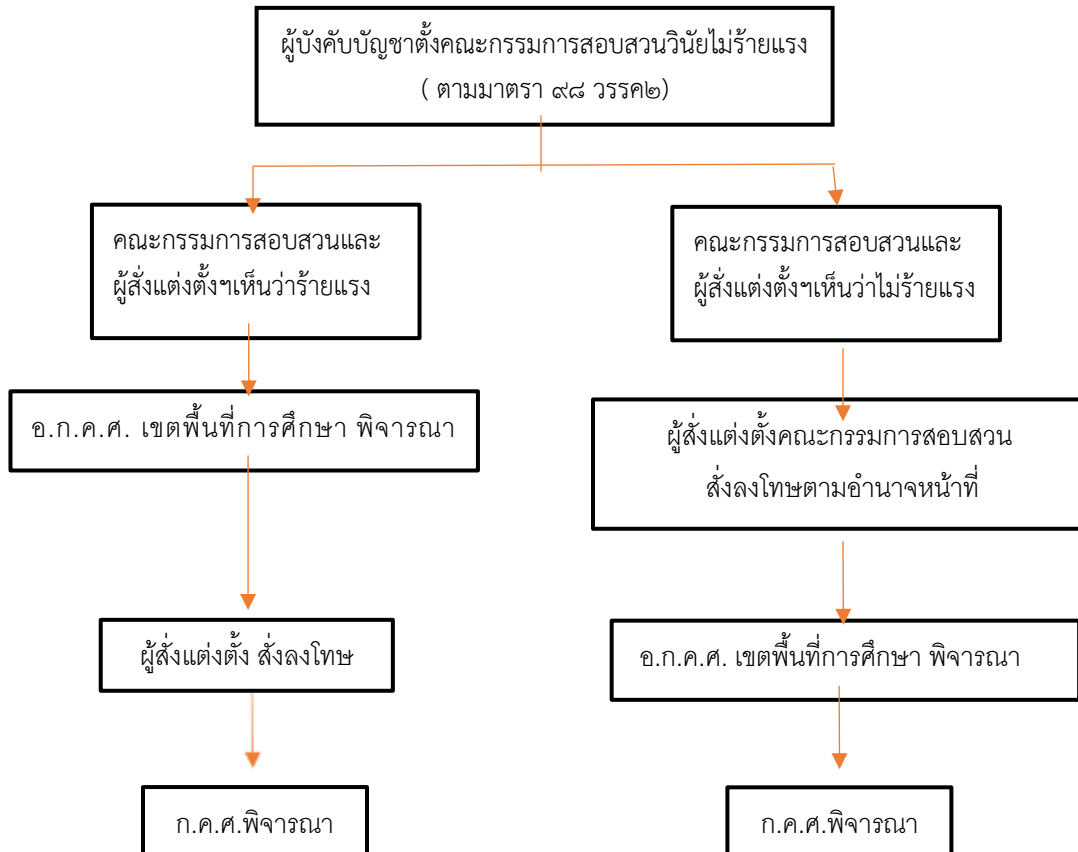 ผู้บังคับบัญชาตั้งคณะกรรมการสอบสวนวินัยไม่ร้ายแรง
( ตามมาตรา ๙๘ วรรค๒)
คณะกรรมการสอบสวนและ
ผู้สั่งแต่งตั้งฯเห็นว่าร้ายแรง
อ.ก.ค.ศ. เขตพื้นที่การศึกษา พิจารณา
ผู้สั่งแต่งตั้ง สั่งลงโทษ
ก.ค.ศ.พิจารณา
คณะกรรมการสอบสวนและ
ผู้สั่งแต่งตั้งฯเห็นว่าไม่ร้ายแรง
ผู้สั่งแต่งตั้งคณะกรรมการสอบสวน
สั่งลงโทษตามอำนาจหน้าที่
อ.ก.ค.ศ. เขตพื้นที่การศึกษา พิจารณา
ก.ค.ศ.พิจารณา